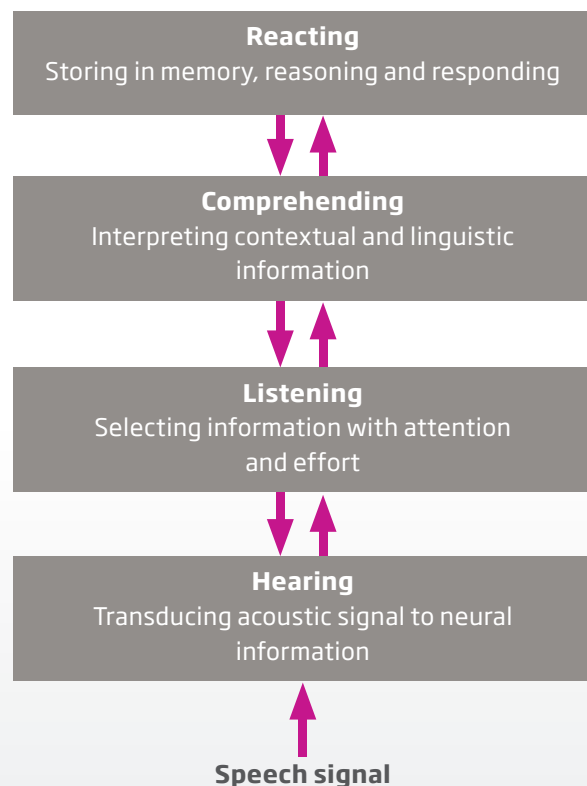 Reacting
Storing in memory, reasoning and responding
Comprehending
Interpreting contextual and linguistic
information
Listening
Selecting information with attention
and effort
Hearing
Transducing acoustic signal to neural
information
Speech signal